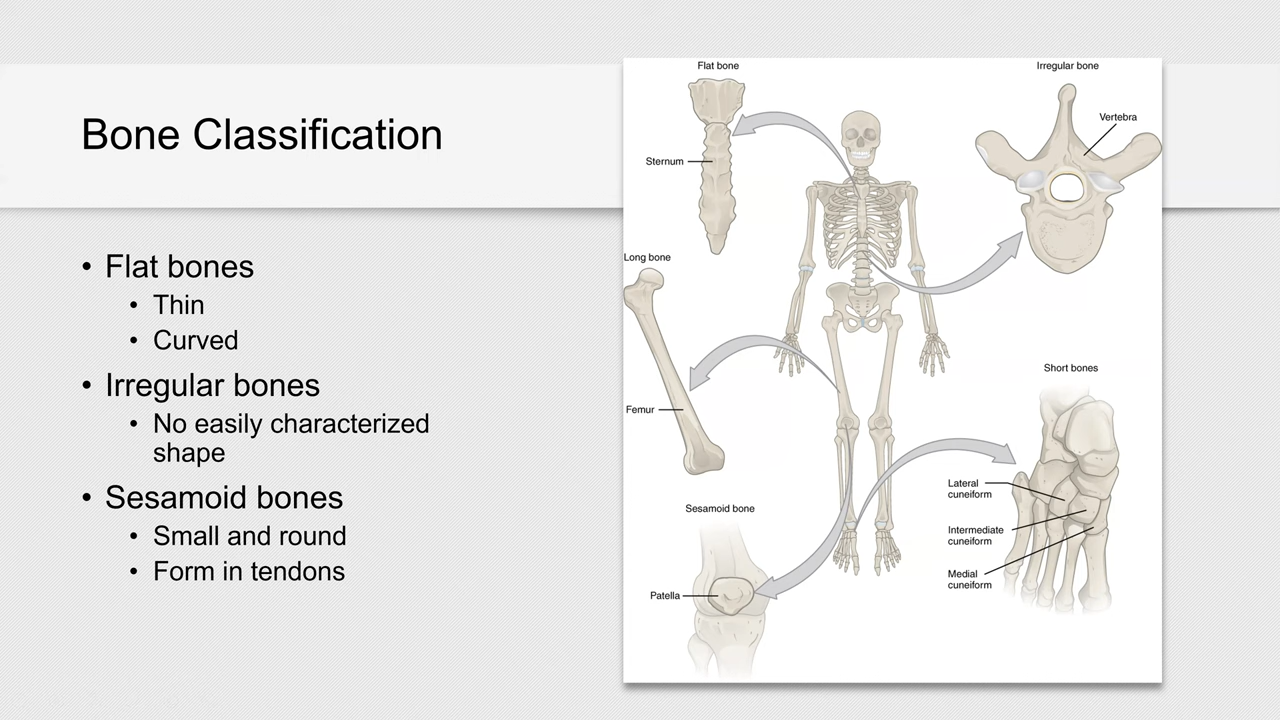 Bone Classification
• Flat bones
• Thin
• Curved
• Irregular bones
• No easily characterized
shape
• Sesamoid bones
• Small and round
• Form in tendons
Flat bone
Sternum
Irregular bone
Vertebra
Long bone
Femur
Short bones
Lateral
cuneiform
Intermediate
cuneiform
Medial
cuneiform
Sesamoid bone
Patella